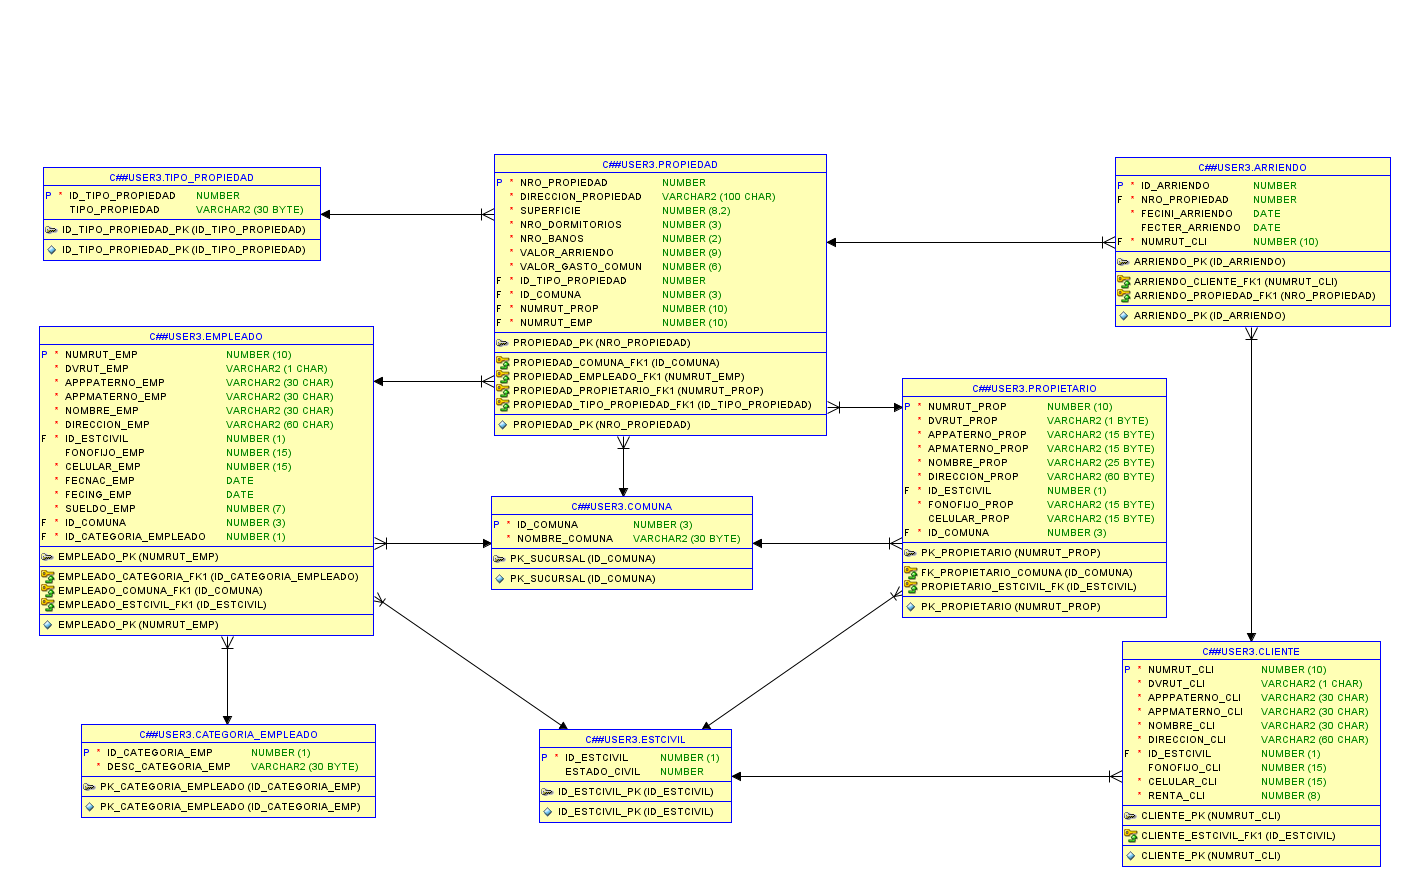 C##USER3.TIPO_PROPIEDAD
P * ID_TIPO_PROPIEDAD NUMBER
TIPO_PROPIEDAD VARCHAR2 (30 BYTE)
ID_TIPO_PROPIEDAD_PK (ID_TIPO_PROPIEDAD)
ID_TIPO_PROPIEDAD_PK (ID_TIPO_PROPIEDAD)
C##USER3.PROPIEDAD
P * NRO_PROPIEDAD NUMBER
* DIRECCION_PROPIEDAD VARCHAR2 (100 CHAR)
* SUPERFICIE NUMBER (8,2)
* NRO_DORMITORIOS NUMBER (3)
* NRO_BANOS NUMBER (2)
* VALOR_ARRIENDO NUMBER (9)
* VALOR_GASTO_COMUN NUMBER (6)
F * ID_TIPO_PROPIEDAD NUMBER
F * ID_COMUNA NUMBER (3)
F * NUMRUT_PROP NUMBER (10)
F * NUMRUT_EMP NUMBER (10)
PROPIEDAD_PK (NRO_PROPIEDAD)
PROPIEDAD_COMUNA_FK1 (ID_COMUNA)
PROPIEDAD_EMPLEADO_FK1 (NUMRUT_EMP)
PROPIEDAD_PROPIETARIO_FK1 (NUMRUT_PROP)
PROPIEDAD_TIPO_PROPIEDAD_FK1 (ID_TIPO_PROPIEDAD)
PROPIEDAD_PK (NRO_PROPIEDAD)
C##USER3.ARRIENDO
P * ID_ARRIENDO NUMBER
F * NRO_PROPIEDAD NUMBER
* FECINI_ARRIENDO DATE
FECTER_ARRIENDO DATE
F * NUMRUT_CLI NUMBER (10)
ARRIENDO_PK (ID_ARRIENDO)
ARRIENDO_CLIENTE_FK1 (NUMRUT_CLI)
ARRIENDO_PROPIEDAD_FK1 (NRO_PROPIEDAD)
ARRIENDO_PK (ID_ARRIENDO)
C##USER3.EMPLEADO
P * NUMRUT_EMP NUMBER (10)
* DVRUT_EMP VARCHAR2 (1 CHAR)
* APPPATERNO_EMP VARCHAR2 (30 CHAR)
* APPMATERNO_EMP VARCHAR2 (30 CHAR)
* NOMBRE_EMP VARCHAR2 (30 CHAR)
* DIRECCION_EMP VARCHAR2 (60 CHAR)
F * ID_ESTCIVIL NUMBER (1)
FONOFIJO_EMP NUMBER (15)
* CELULAR_EMP NUMBER (15)
* FECNAC_EMP DATE
* FECING_EMP DATE
* SUELDO_EMP NUMBER (7)
F * ID_COMUNA NUMBER (3)
F * ID_CATEGORIA_EMPLEADO NUMBER (1)
EMPLEADO_PK (NUMRUT_EMP)
EMPLEADO_CATEGORIA_FK1 (ID_CATEGORIA_EMPLEADO)
EMPLEADO_COMUNA_FK1 (ID_COMUNA)
EMPLEADO_ESTCIVIL_FK1 (ID_ESTCIVIL)
EMPLEADO_PK (NUMRUT_EMP)
C##USER3.PROPIETARIO
P * NUMRUT_PROP NUMBER (10)
* DVRUT_PROP VARCHAR2 (1 BYTE)
* APPATERNO_PROP VARCHAR2 (15 BYTE)
* APMATERNO_PROP VARCHAR2 (15 BYTE)
* NOMBRE_PROP VARCHAR2 (25 BYTE)
* DIRECCION_PROP VARCHAR2 (60 BYTE)
F * ID_ESTCIVIL NUMBER (1)
* FONOFIJO_PROP VARCHAR2 (15 BYTE)
CELULAR_PROP VARCHAR2 (15 BYTE)
F * ID_COMUNA NUMBER (3)
PK_PROPIETARIO (NUMRUT_PROP)
FK_PROPIETARIO_COMUNA (ID_COMUNA)
PROPIETARIO_ESTCIVIL_FK (ID_ESTCIVIL)
PK_PROPIETARIO (NUMRUT_PROP)
C##USER3.COMUNA
P * ID_COMUNA NUMBER (3)
* NOMBRE_COMUNA VARCHAR2 (30 BYTE)
PK_SUCURSAL (ID_COMUNA)
PK_SUCURSAL (ID_COMUNA)
C##USER3.CLIENTE
P * NUMRUT_CLI NUMBER (10)
* DVRUT_CLI VARCHAR2 (1 CHAR)
* APPPATERNO_CLI VARCHAR2 (30 CHAR)
* APPMATERNO_CLI VARCHAR2 (30 CHAR)
* NOMBRE_CLI VARCHAR2 (30 CHAR)
* DIRECCION_CLI VARCHAR2 (60 CHAR)
F * ID_ESTCIVIL NUMBER (1)
FONOFIJO_CLI NUMBER (15)
* CELULAR_CLI NUMBER (15)
* RENTA_CLI NUMBER (8)
CLIENTE_PK (NUMRUT_CLI)
CLIENTE_ESTCIVIL_FK1 (ID_ESTCIVIL)
CLIENTE_PK (NUMRUT_CLI)
C##USER3.CATEGORIA_EMPLEADO
P * ID_CATEGORIA_EMP NUMBER (1)
* DESC_CATEGORIA_EMP VARCHAR2 (30 BYTE)
PK_CATEGORIA_EMPLEADO (ID_CATEGORIA_EMP)
PK_CATEGORIA_EMPLEADO (ID_CATEGORIA_EMP)
C##USER3.ESTCIVIL
P * ID_ESTCIVIL NUMBER (1)
ESTADO_CIVIL NUMBER
ID_ESTCIVIL_PK (ID_ESTCIVIL)
ID_ESTCIVIL_PK (ID_ESTCIVIL)